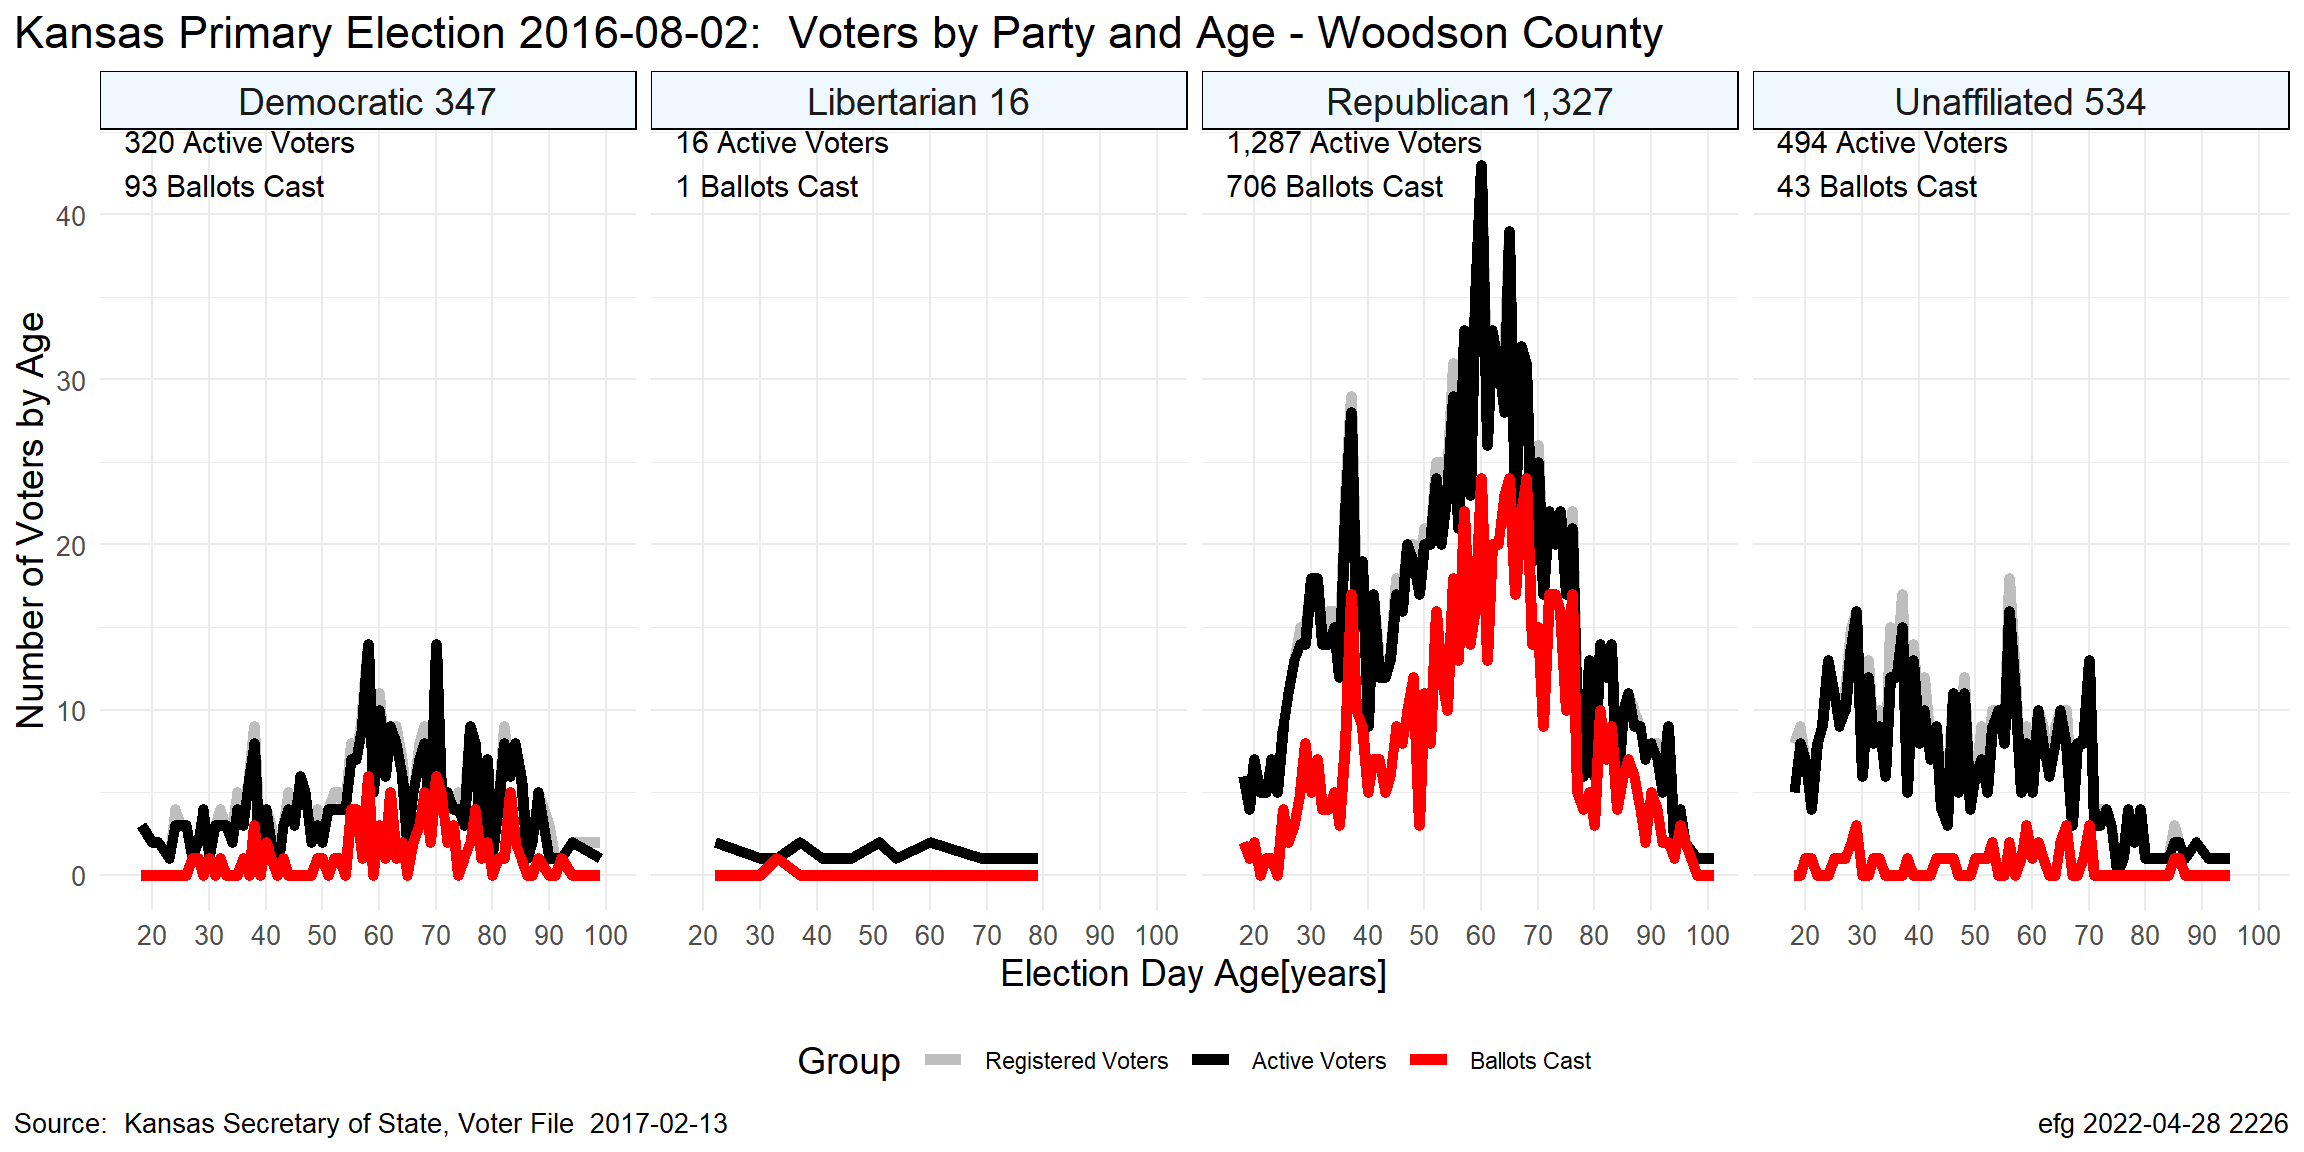 Kansas Primary Election 2016-08-02:  Voters by Party and Age - Woodson County
Democratic 347
Libertarian 16
Republican 1,327
Unaffiliated 534
320 Active Voters
93 Ballots Cast
16 Active Voters
1 Ballots Cast
1,287 Active Voters
706 Ballots Cast
494 Active Voters
43 Ballots Cast
Number of Voters by Age
40
30
20
10
0
20 30 40 50 60 70 80 90 100
20 30 40 50 60 70 80 90 100
20 30 40 50 60 70 80 90 100
20 30 40 50 60 70 80 90 100
Election Day Age[years]
Group Registered Voters Active Voters Ballots Cast
Source:  Kansas Secretary of State, Voter File  2017-02-13
efg 2022-04-28 2226